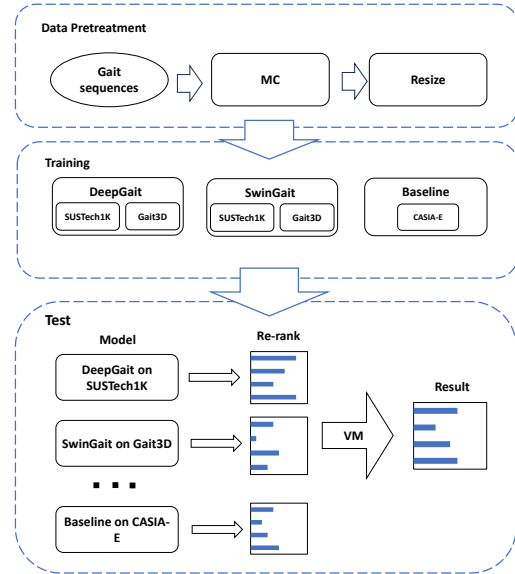 Data Pretreatment
Gait
sequences
MC
Resize
Training
DeepGait
SUSTech1K
Gait3D
SwinGait
SUSTech1K
Gait3D
Baseline
CASIA-E
Test
Model
Re-rank
DeepGait on
SUSTech1K
Result
SwinGait on Gait3D
VM
. . .
Baseline on CASIA-
E